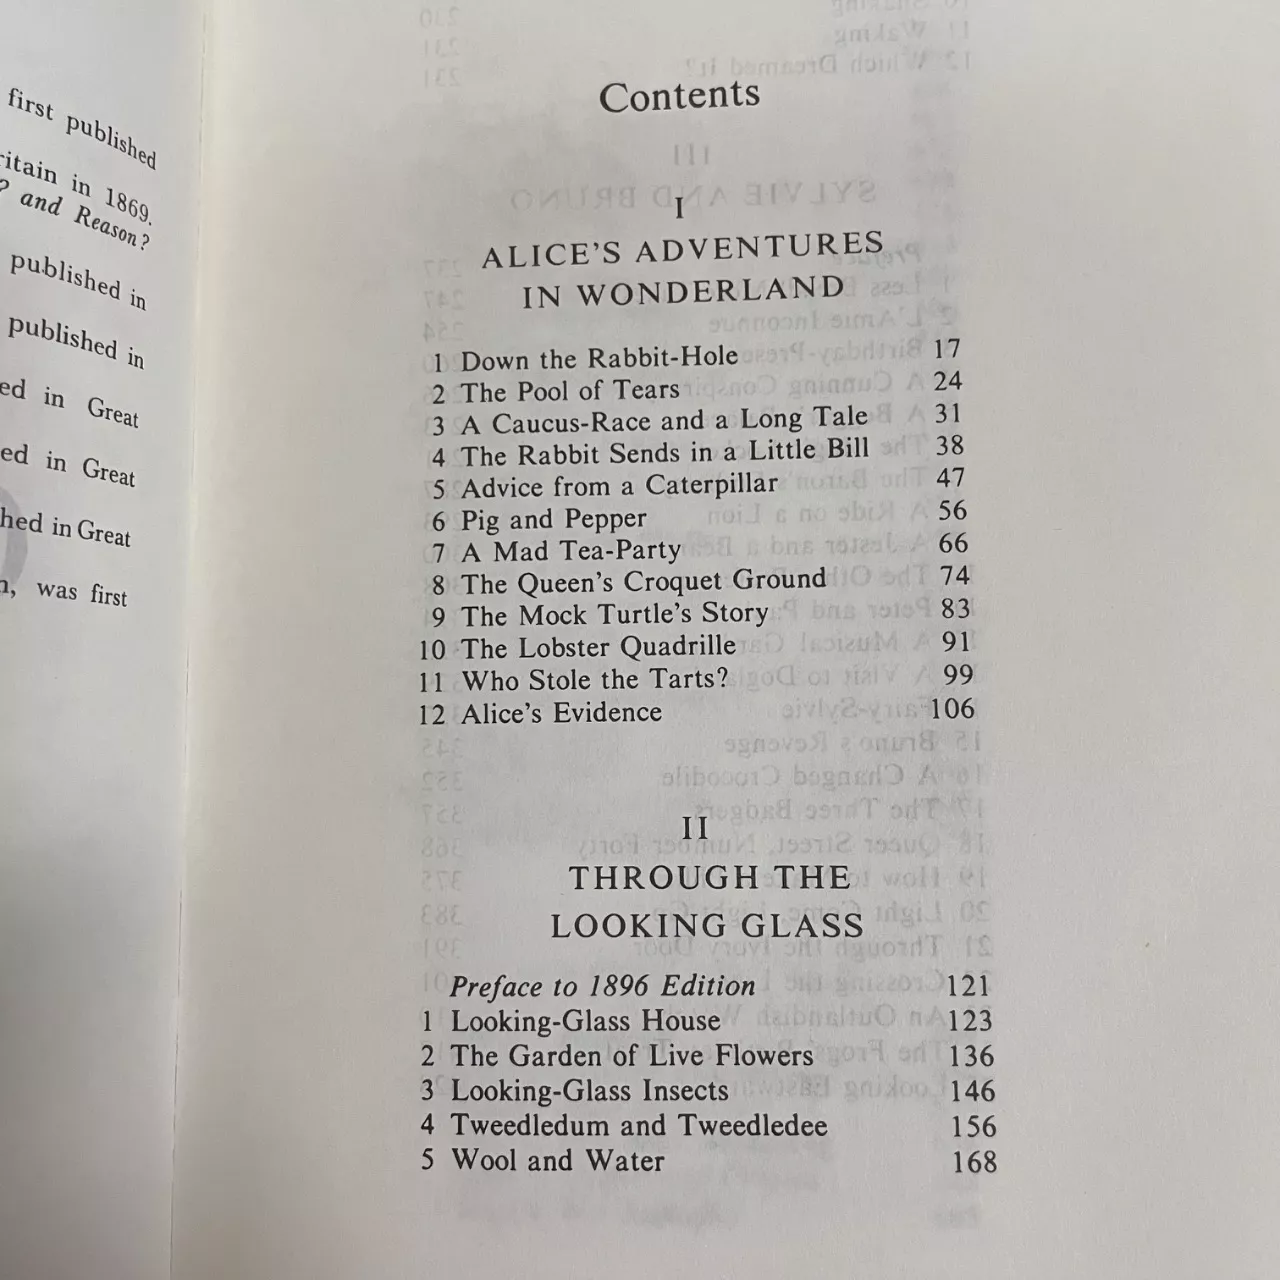 first published
ritain in 1869.
? and Reason?
published in
published in
ed in Great
ed in Great
hed in Great
n, was first
Contents
I
ALICE'S ADVENTURES
IN WONDERLAND
1 Down the Rabbit-Hole 17
2 The Pool of Tears 24
3 A Caucus-Race and a Long Tale 31
4 The Rabbit Sends in a Little Bill 38
5 Advice from a Caterpillar 47
6 Pig and Pepper 56
7 A Mad Tea-Party 66
8 The Queen's Croquet Ground 74
9 The Mock Turtle's Story 83
10 The Lobster Quadrille 91
11 Who Stole the Tarts? 99
12 Alice's Evidence 106
II
THROUGH THE
LOOKING GLASS
Preface to 1896 Edition 121
1 Looking-Glass House 123
2 The Garden of Live Flowers 136
3 Looking-Glass Insects 146
4 Tweedledum and Tweedledee 156
5 Wool and Water 168